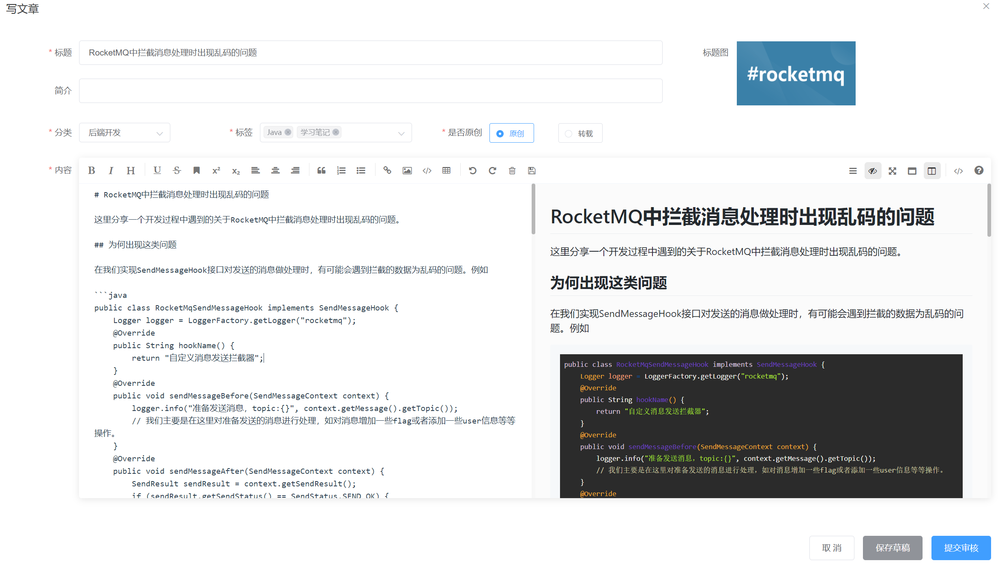 写文章
* 标题
RocketMQ中拦截消息处理时出现乱码的问题
标题图
#rocketmq
简介
* 分类
后端开发
* 标签
Java
学习笔记
* 是否原创
原创
转载
* 内容
# RocketMQ中拦截消息处理时出现乱码的问题
这里分享一个开发过程中遇到的关于RocketMQ中拦截消息处理时出现乱码的问题。
## 为何出现这类问题
在我们实现SendMessageHook接口对发送的消息做处理时，有可能会遇到拦截的数据为乱码的问题。例如
```java
public class RocketMqSendMessageHook implements SendMessageHook {
    Logger logger = LoggerFactory.getLogger("rocketmq");
    @Override
    public String hookName() {
        return "自定义消息发送拦截器";
    }
    @Override
    public void sendMessageBefore(SendMessageContext context) {
        logger.info("准备发送消息，topic:{}", context.getMessage().getTopic());
        // 我们主要是在这里对准备发送的消息进行处理，如对消息增加一些flag或者添加一些user信息等等
操作。
    }
    @Override
    public void sendMessageAfter(SendMessageContext context) {
        SendResult sendResult = context.getSendResult();
        if (sendResult.getSendStatus() == SendStatus.SEND_OK) {
RocketMQ中拦截消息处理时出现乱码的问题
这里分享一个开发过程中遇到的关于RocketMQ中拦截消息处理时出现乱码的问题。
为何出现这类问题
在我们实现SendMessageHook接口对发送的消息做处理时，有可能会遇到拦截的数据为乱码的问
题。例如
public class RocketMqSendMessageHook implements SendMessageHook {
    Logger logger = LoggerFactory.getLogger("rocketmq");
    @Override
    public String hookName() {
        return "自定义消息发送拦截器";
    }
    @Override
    public void sendMessageBefore(SendMessageContext context) {
        logger.info("准备发送消息，topic:{}", context.getMessage().getTopic());
        // 我们主要是在这里对准备发送的消息进行处理，如对消息增加一些flag或者添加一些user信息等等操作。
    }
    @Override
取 消
保存草稿
提交审核